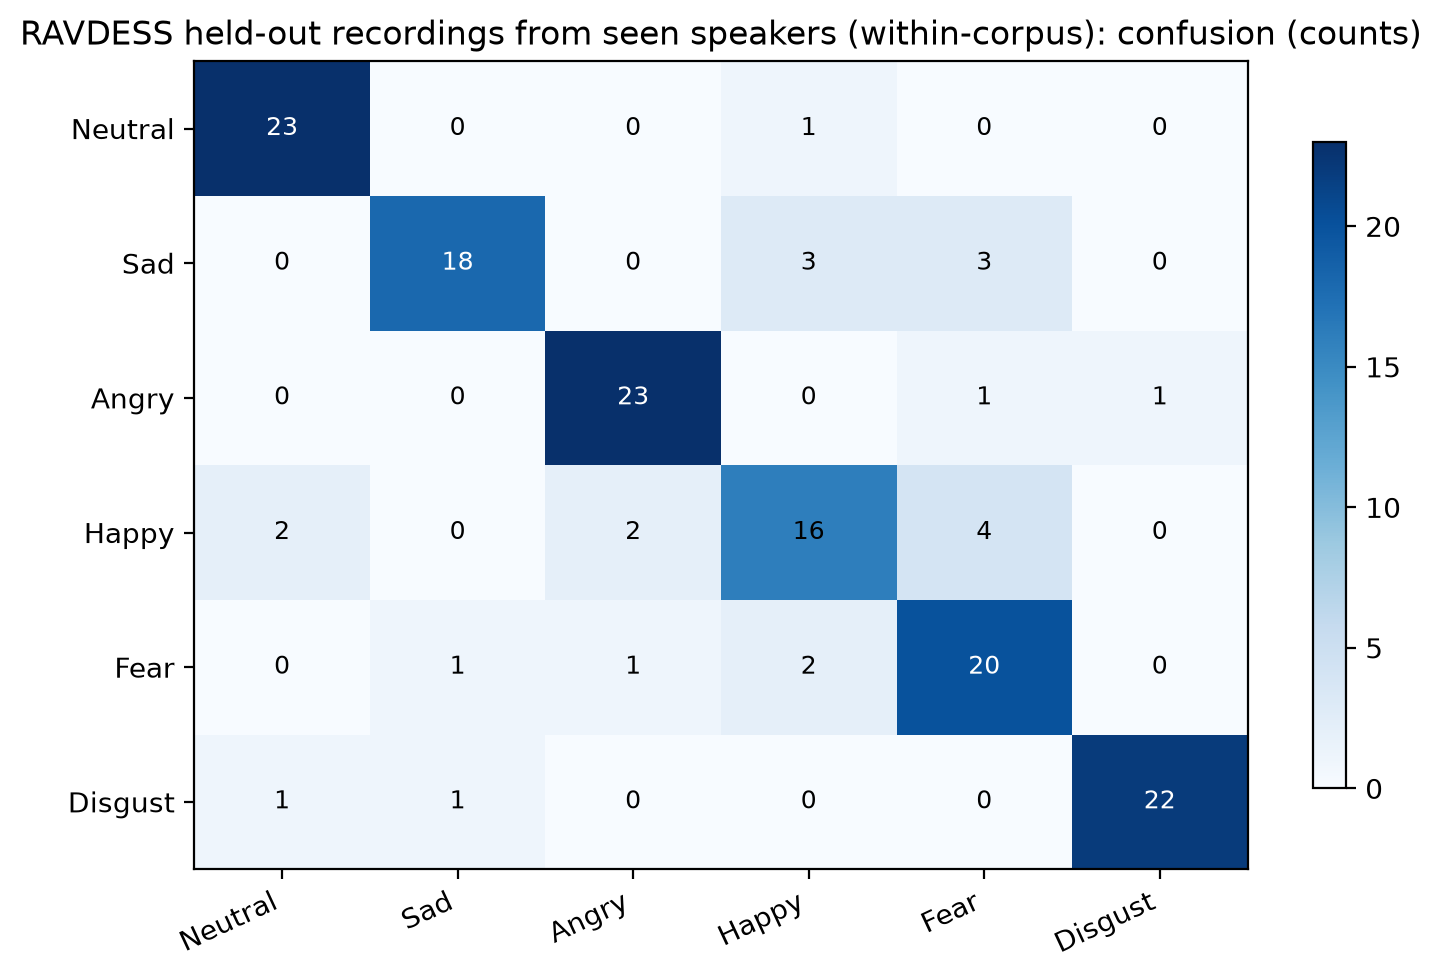 RAVDESS held-out recordings from seen speakers (within-corpus): confusion (counts)
Neutral 23 0 0 1 0 0
Sad 0 18 0 3 3 0
Angry 0 0 23 0 1 1
Happy 2 0 2 16 4 0
Fear 0 1 1 2 20 0
Disgust 1 1 0 0 0 22
Neutral Sad Angry Happy Fear Disgust
20
15
10
5
0